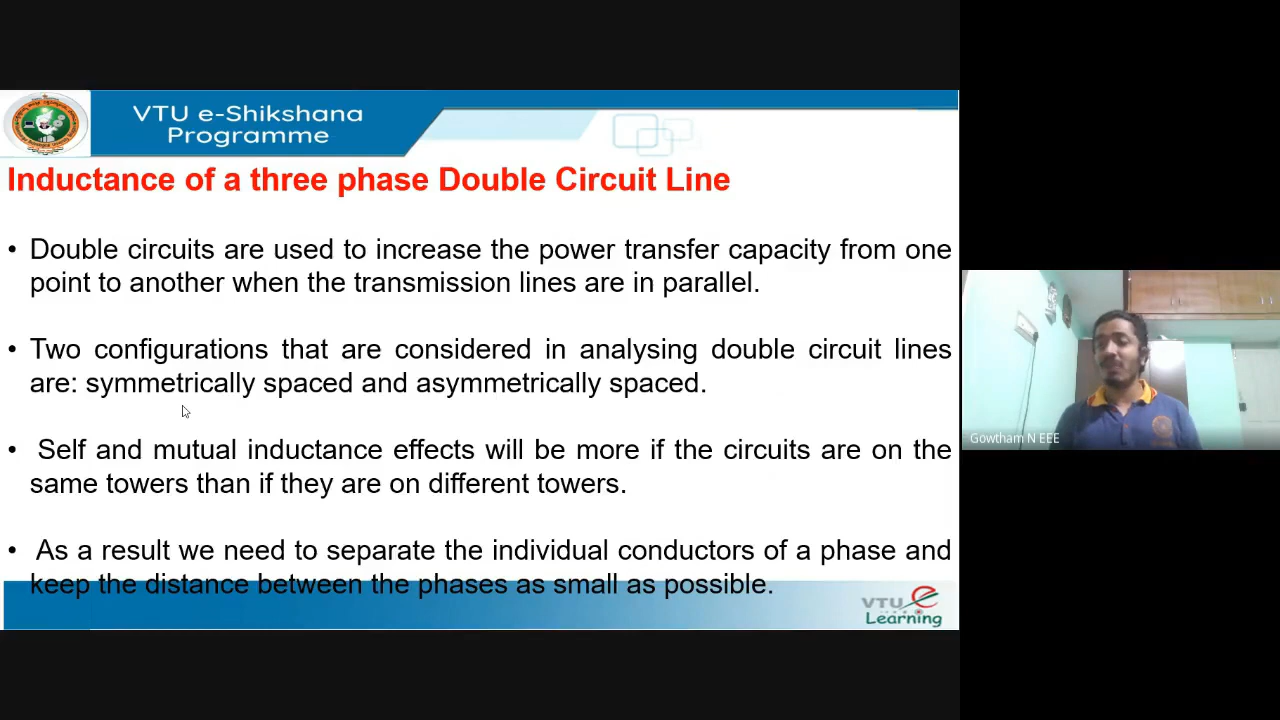 VTU e-Shikshana
Programme
Inductance of a three phase Double Circuit Line
• Double circuits are used to increase the power transfer capacity from one
point to another when the transmission lines are in parallel.
• Two configurations that are considered in analysing double circuit lines
are: symmetrically spaced and asymmetrically spaced.
• Self and mutual inductance effects will be more if the circuits are on the
same towers than if they are on different towers.
• As a result we need to separate the individual conductors of a phase and
keep the distance between the phases as small as possible.
VTU e
Learning
Gowtham N EEE